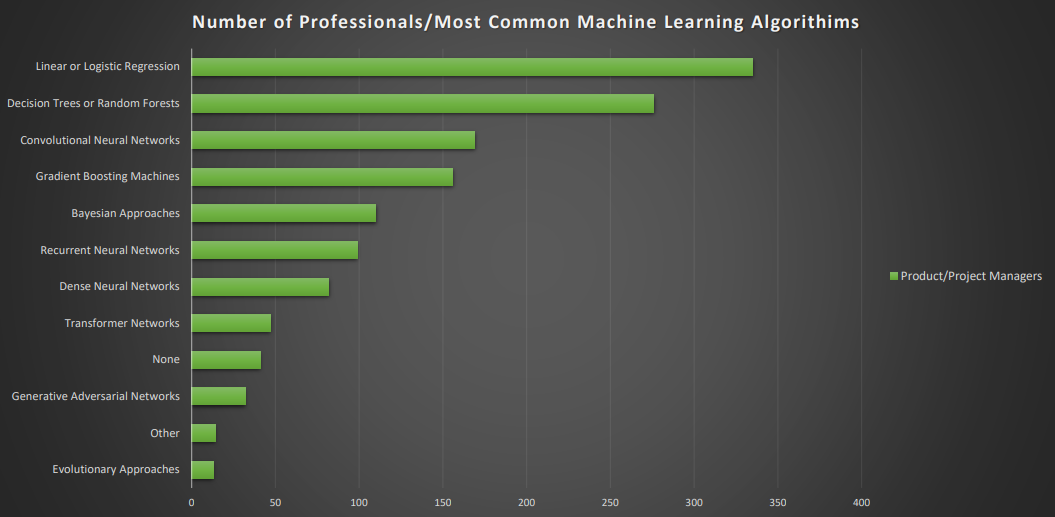 Number of Professionals/Most Common Machine Learning Algorithims
Linear or Logistic Regression
Decision Trees or Random Forests
Convolutional Neural Networks
Gradient Boosting Machines
Bayesian Approaches
Recurrent Neural Networks
Dense Neural Networks
Product/Project Managers
Transformer Networks
None
Generative Adversarial Networks
Other
Evolutionary Approaches
0 50 100 150 200 250 300 350 400